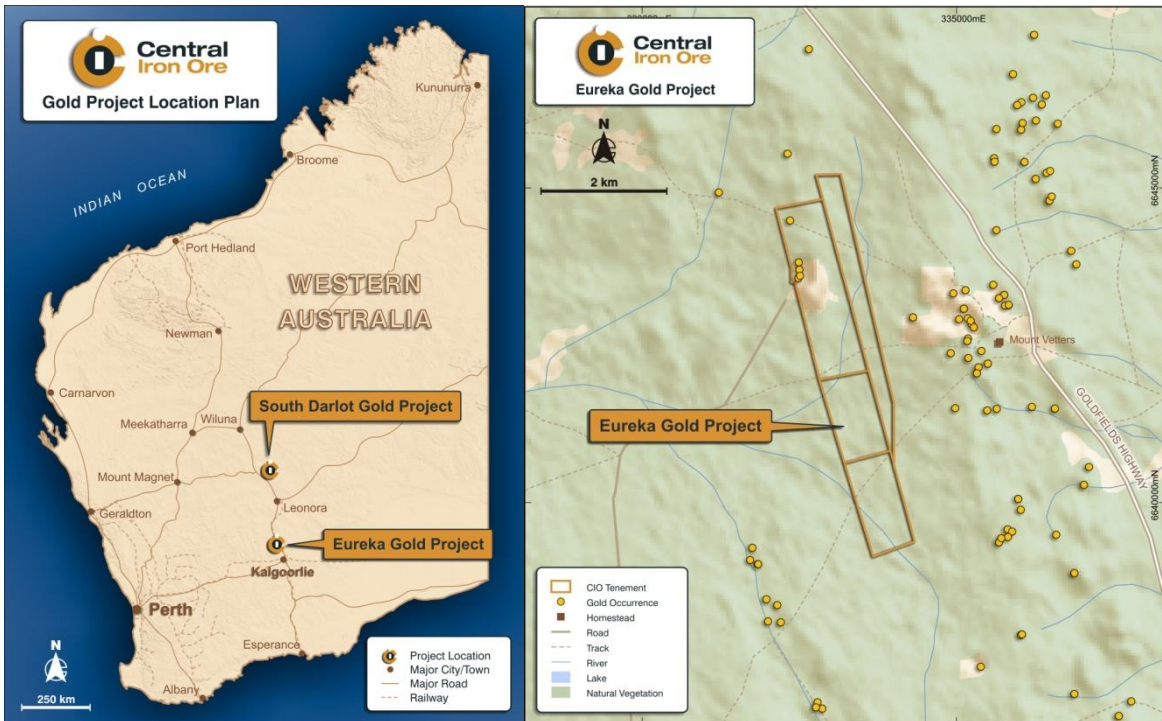 Central
Iron Ore
Gold Project Location Plan
Kununurra
Broome
INDIAN OCEAN
Port Hedland
WESTERN
AUSTRALIA
Newman
Carnarvon
South Darlot Gold Project
Meekatharra
Wiluna
Mount Magnet
Leonora
Geraldton
Eureka Gold Project
Kalgoorlie
Perth
Esperance
Albany
N
250 km
Project Location
Major City/Town
Major Road
Railway
Central
Iron Ore
Eureka Gold Project
335000mE
N
2 km
6645000mN
Mount Vetters
GOLDFIELDS HIGHWAY
Eureka Gold Project
6640000mN
CIO Tenement
Gold Occurrence
Homestead
Road
Track
River
Lake
Natural Vegetation